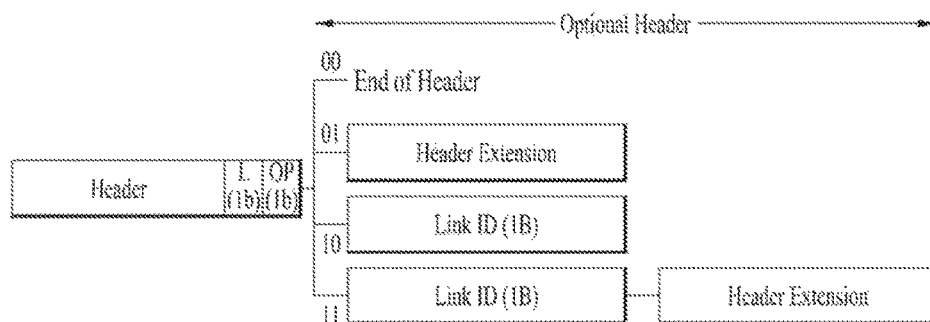 Optional Header
00
End of Header
01
Header Extension
Header
L
(1b)
OP
(1b)
Link ID (1B)
10
Link ID (1B)
Header Extension
11